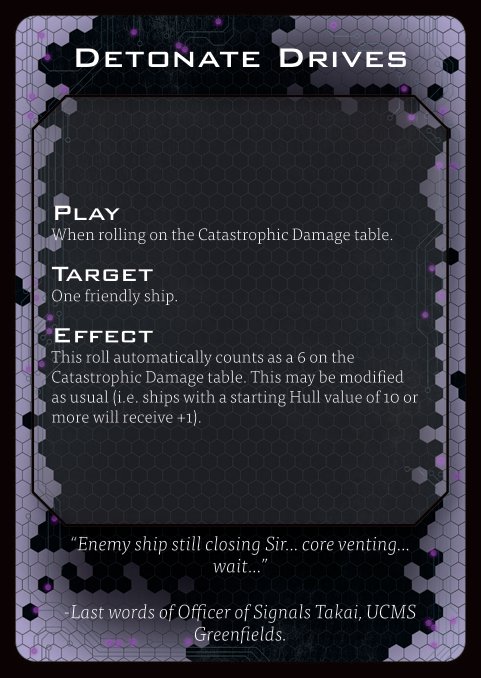 Detonate Drives
Play
When rolling on the Catastrophic Damage table.
Target
One friendly ship.
Effect
This roll automatically counts as a 6 on the
Catastrophic Damage table. This may be modified
as usual (i.e. ships with a starting Hull value of 10 or
more will receive +1).
“Enemy ship still closing Sir... core venting...
wait...”
-Last words of Officer of Signals Takai, UCMS
Greenfields.